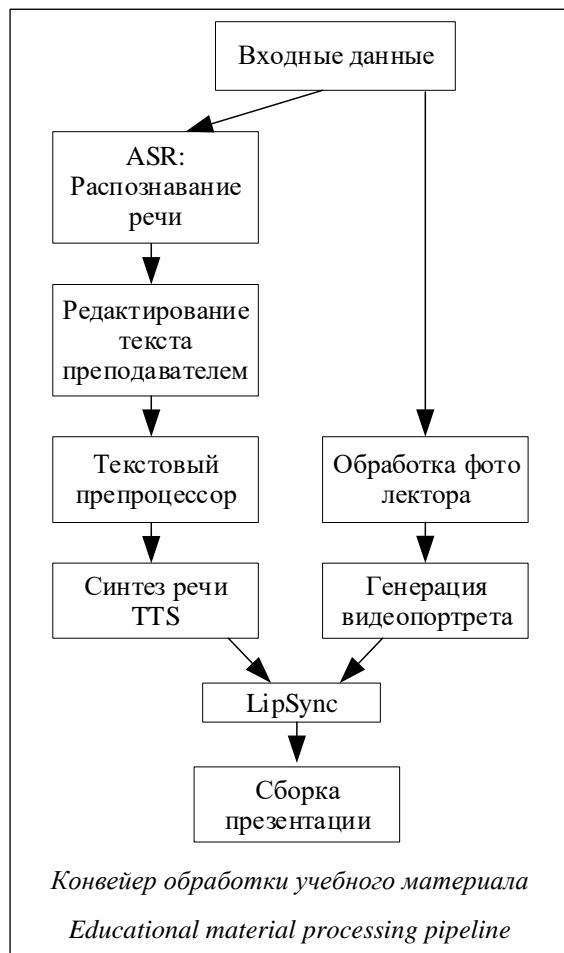 Входные данные
ASR:
Распознавание
речи
Редактирование
текста
преподавателем
Текстовый
препроцессор
Обработка фото
лектора
Синтез речи
TTS
Генерация
видеопортрета
LipSync
Сборка
презентации
Конвейер обработки учебного материала
Educational material processing pipeline